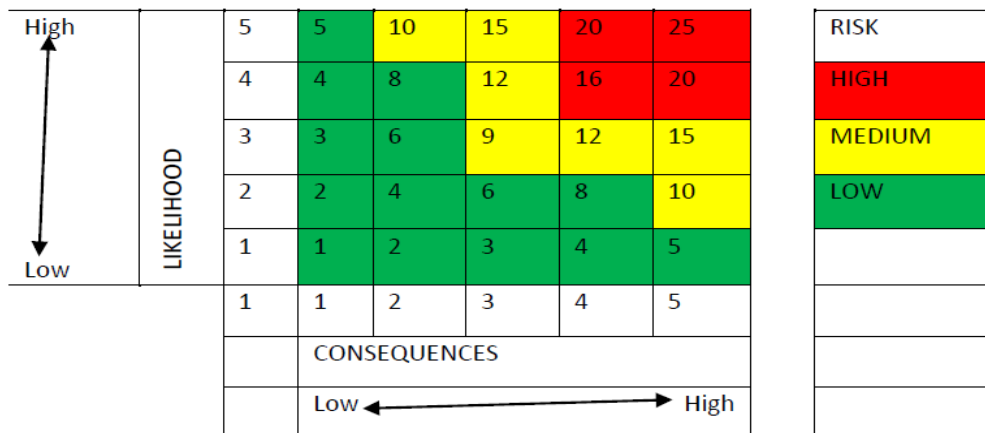 High 5 5 10 15 20 25 RISK
4 4 8 12 16 20 HIGH
3 3 6 9 12 15 MEDIUM
LIKELIHOOD
2 2 4 6 8 10 LOW
Low 1 1 2 3 4 5
1 1 2 3 4 5
CONSEQUENCES
Low High